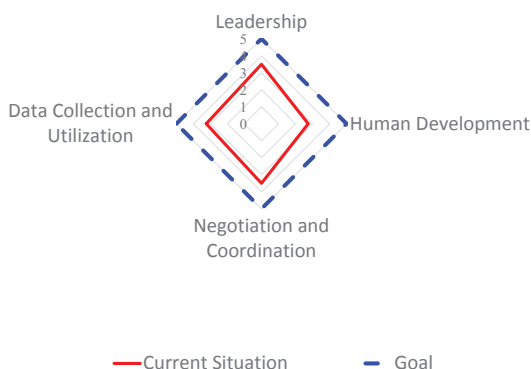 Leadership
5
4
3
2
1
0
Data Collection and
Utilization
Human Development
Negotiation and
Coordination
Current Situation
Goal